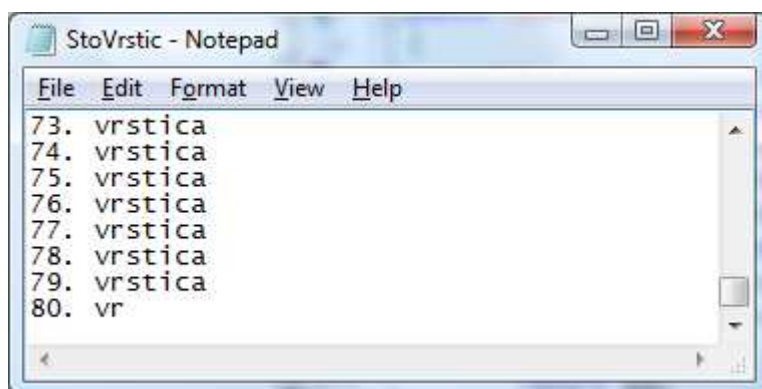 StoVrstic - Notepad
File Edit Format View Help
73. vrstica
74. vrstica
75. vrstica
76. vrstica
77. vrstica
78. vrstica
79. vrstica
80. vr